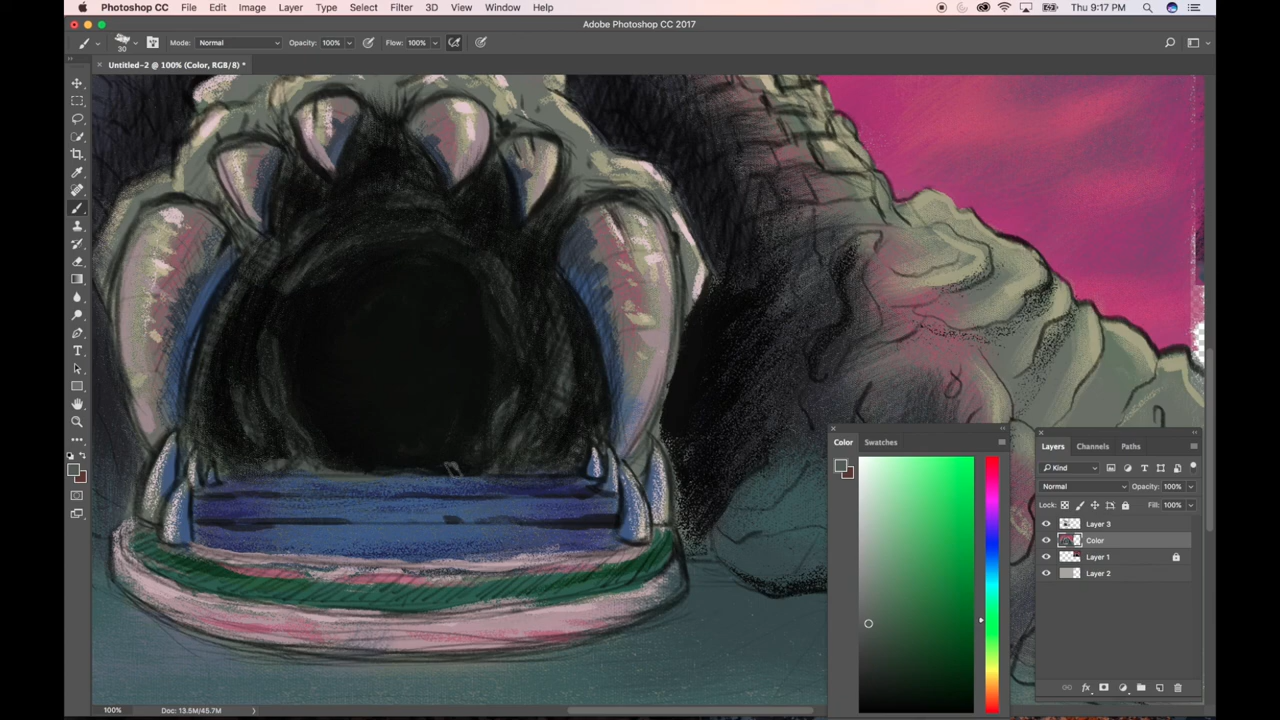 Photoshop CC File Edit Image Layer Type Select Filter 3D View Window Help Thu 9:17 PM
Adobe Photoshop CC 2017
30 Mode: Normal Opacity: 100% Flow: 100%
Untitled-2 @ 100% (Color, RGB/8) *
Color Swatches
Layers Channels Paths
Kind
Normal Opacity: 100%
Lock: Fill: 100%
Layer 3
Color
Layer 1
Layer 2
fx
100% Doc: 13.5M/45.7M